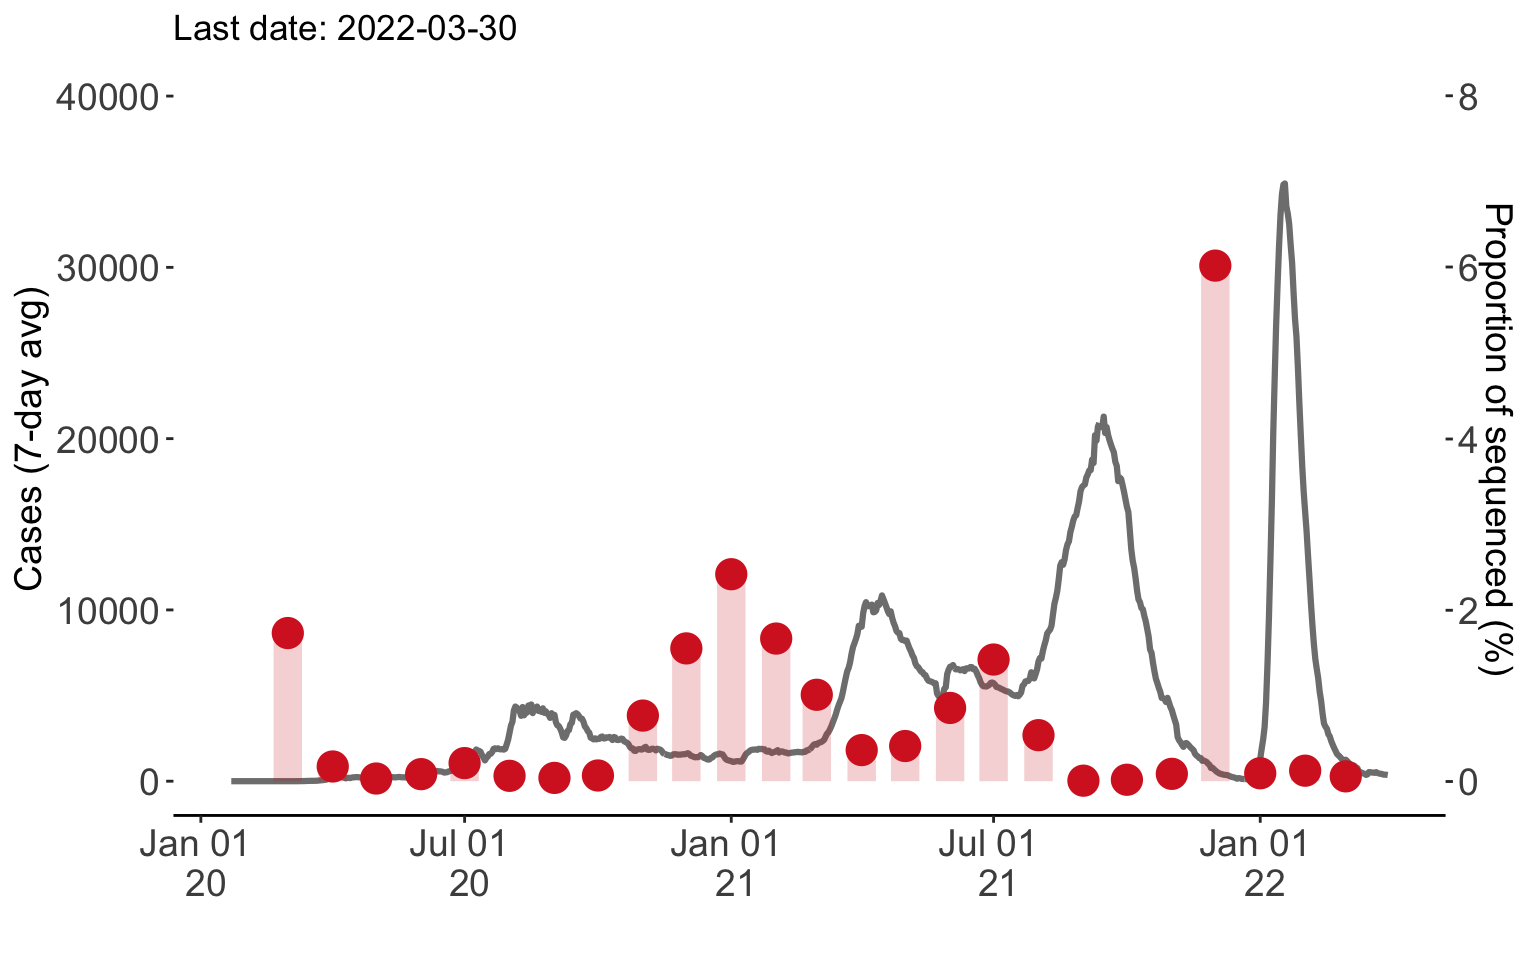 Last date: 2022-03-30
Cases (7-day avg)
40000
30000
20000
10000
0
8
6
4
2
0
Proportion of sequenced (%)
Jan 01
20
Jul 01
20
Jan 01
21
Jul 01
21
Jan 01
22